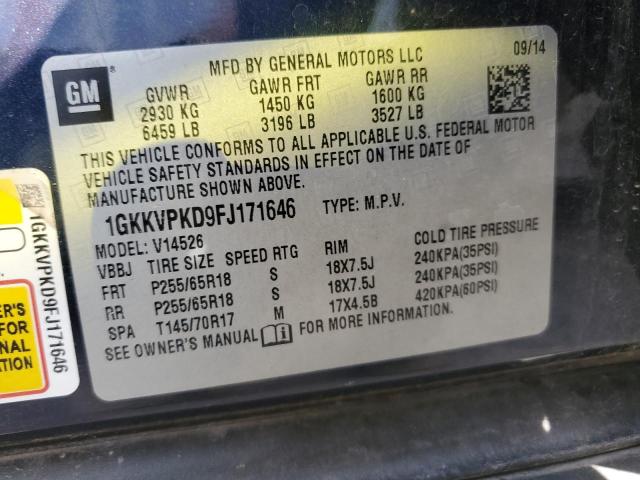 GM
MFD BY GENERAL MOTORS LLC
09/14
GVWR GAWR FRT GAWR RR
2930 KG 1450 KG 1600 KG
6459 LB 3196 LB 3527 LB
THIS VEHICLE CONFORMS TO ALL APPLICABLE U.S. FEDERAL MOTOR
VEHICLE SAFETY STANDARDS IN EFFECT ON THE DATE OF
MANUFACTURE SHOWN ABOVE.
1GKKVPKD9FJ171646 TYPE: M.P.V.
MODEL: V14526
VBBJ TIRE SIZE SPEED RTG RIM COLD TIRE PRESSURE
FRT P255/65R18 S 18X7.5J 240KPA(35PSI)
RR P255/65R18 S 18X7.5J 240KPA(35PSI)
SPA T145/70R17 M 17X4.5B 420KPA(60PSI)
SEE OWNER'S MANUAL FOR MORE INFORMATION.
1GKKVPKD9FJ171646
ER'S
FOR
NAL
ATION